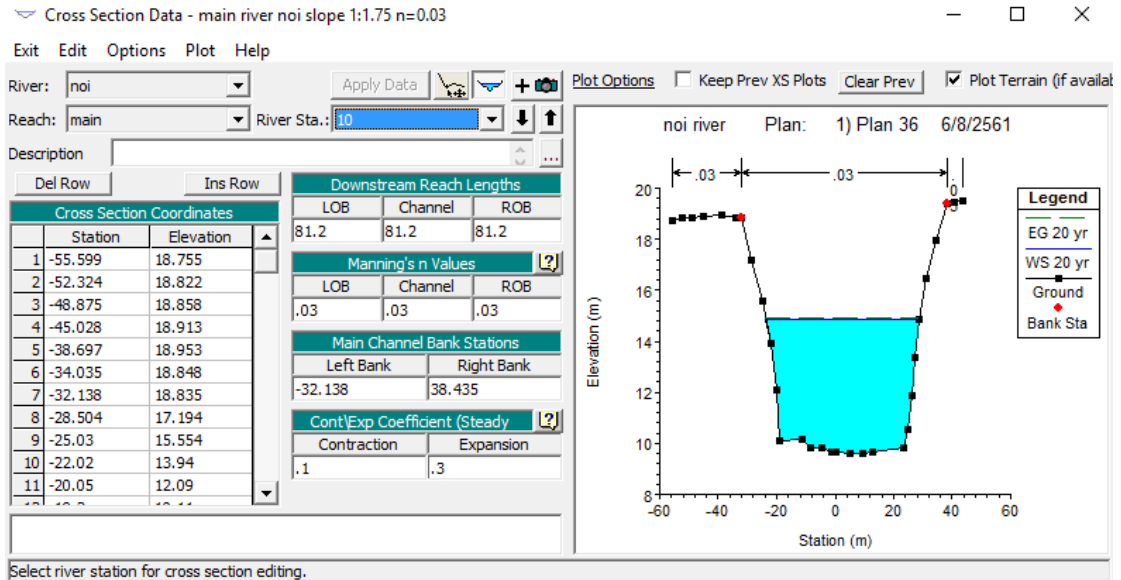 Cross Section Data - main river noi slope 1:1.75 n=0.03
Exit Edit Options Plot Help
River: noi
Apply Data
Reach: main River Sta.: 10
Description
...
Del Row Ins Row
Cross Section Coordinates
Station Elevation
1 -55.599 18.755
2 -52.324 18.822
3 -48.875 18.858
4 -45.028 18.913
5 -38.697 18.953
6 -34.035 18.848
7 -32.138 18.835
8 -28.504 17.194
9 -25.03 15.554
10 -22.02 13.94
11 -20.05 12.09
Downstream Reach Lengths
LOB Channel ROB
81.2 81.2 81.2
Manning's n Values
LOB Channel ROB
.03 .03 .03
Main Channel Bank Stations
Left Bank Right Bank
-32.138 38.435
Cont\Exp Coefficient (Steady
Contraction Expansion
.1 .3
Plot Options Keep Prev XS Plots Clear Prev Plot Terrain (if availab
noi river Plan: 1) Plan 36 6/8/2561
.03 .03 .03
20
18
16
14
12
10
8
Elevation (m)
-60 -40 -20 0 20 40 60
Station (m)
Legend
EG 20 yr
WS 20 yr
Ground
Bank Sta
Select river station for cross section editing.